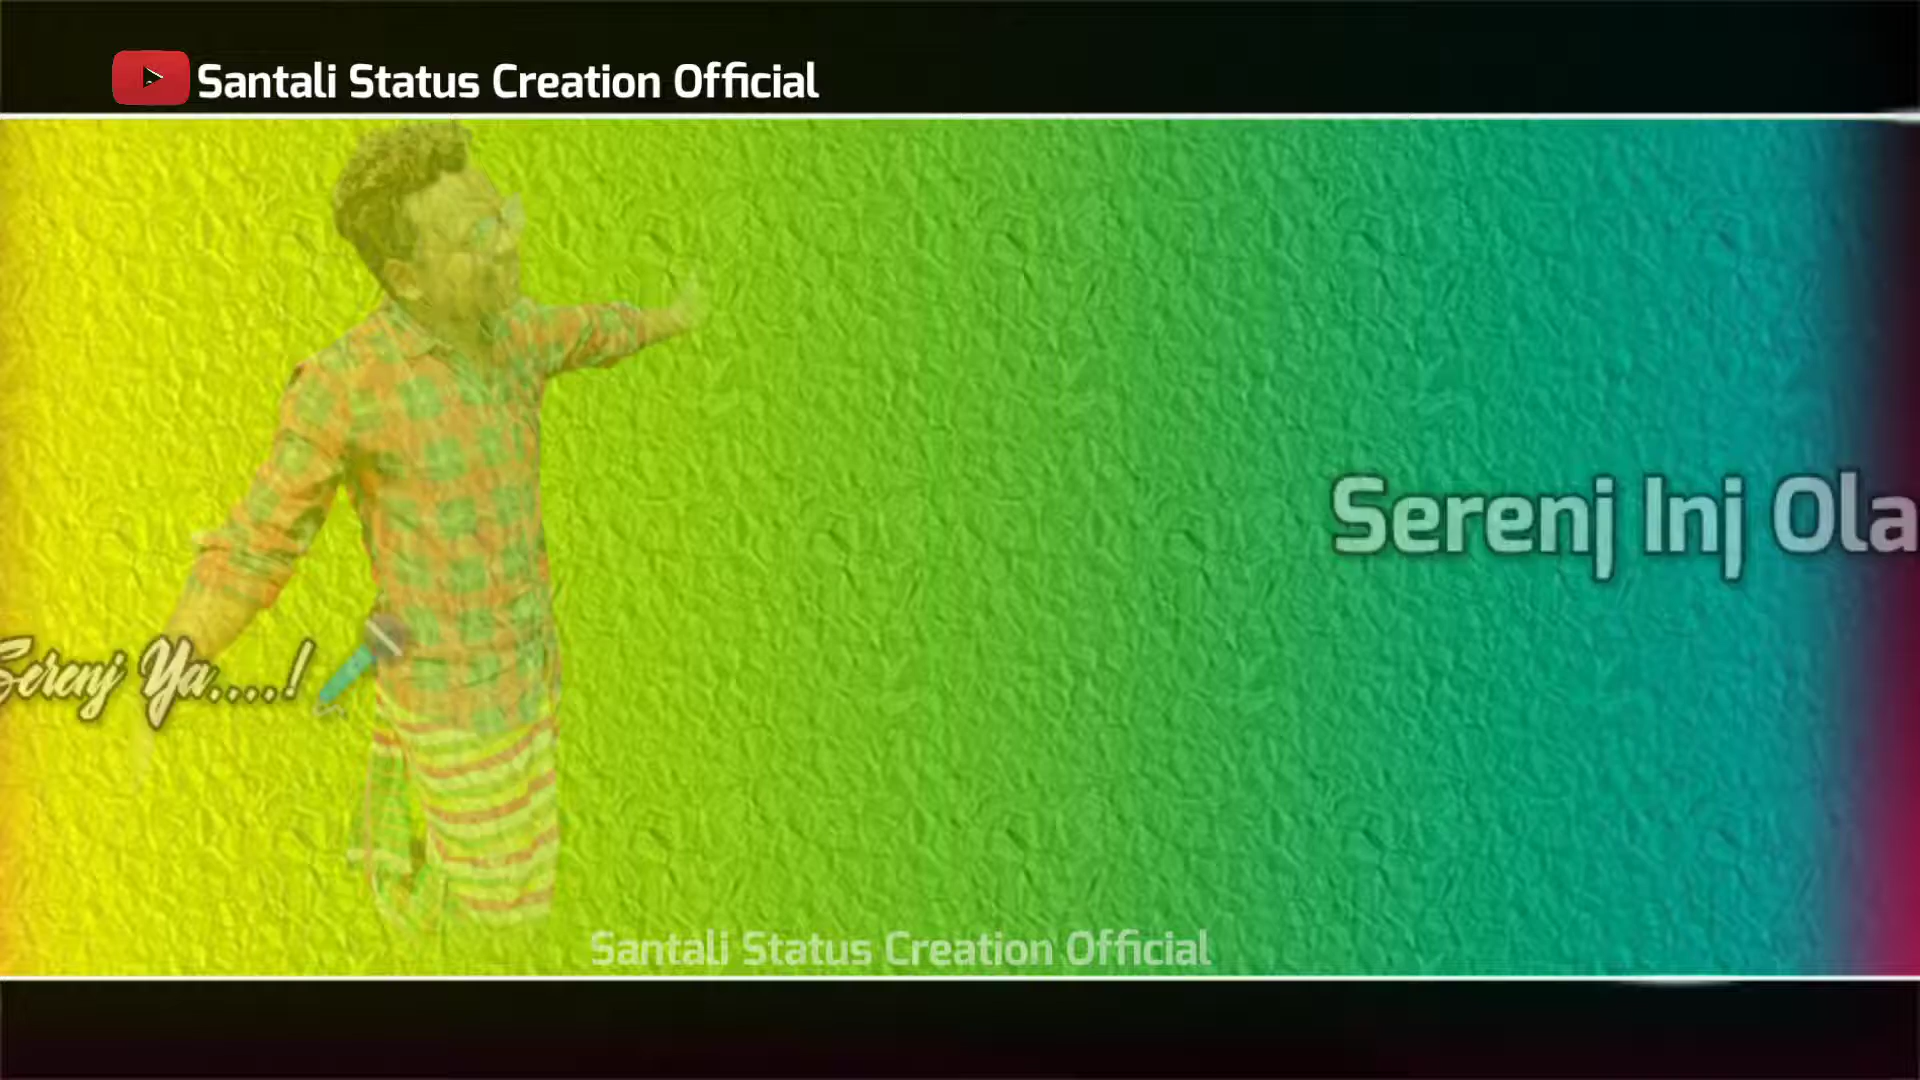 Santali Status Creation Official
Serenj Inj Ola
Serenj Ya....!
Santali Status Creation Official